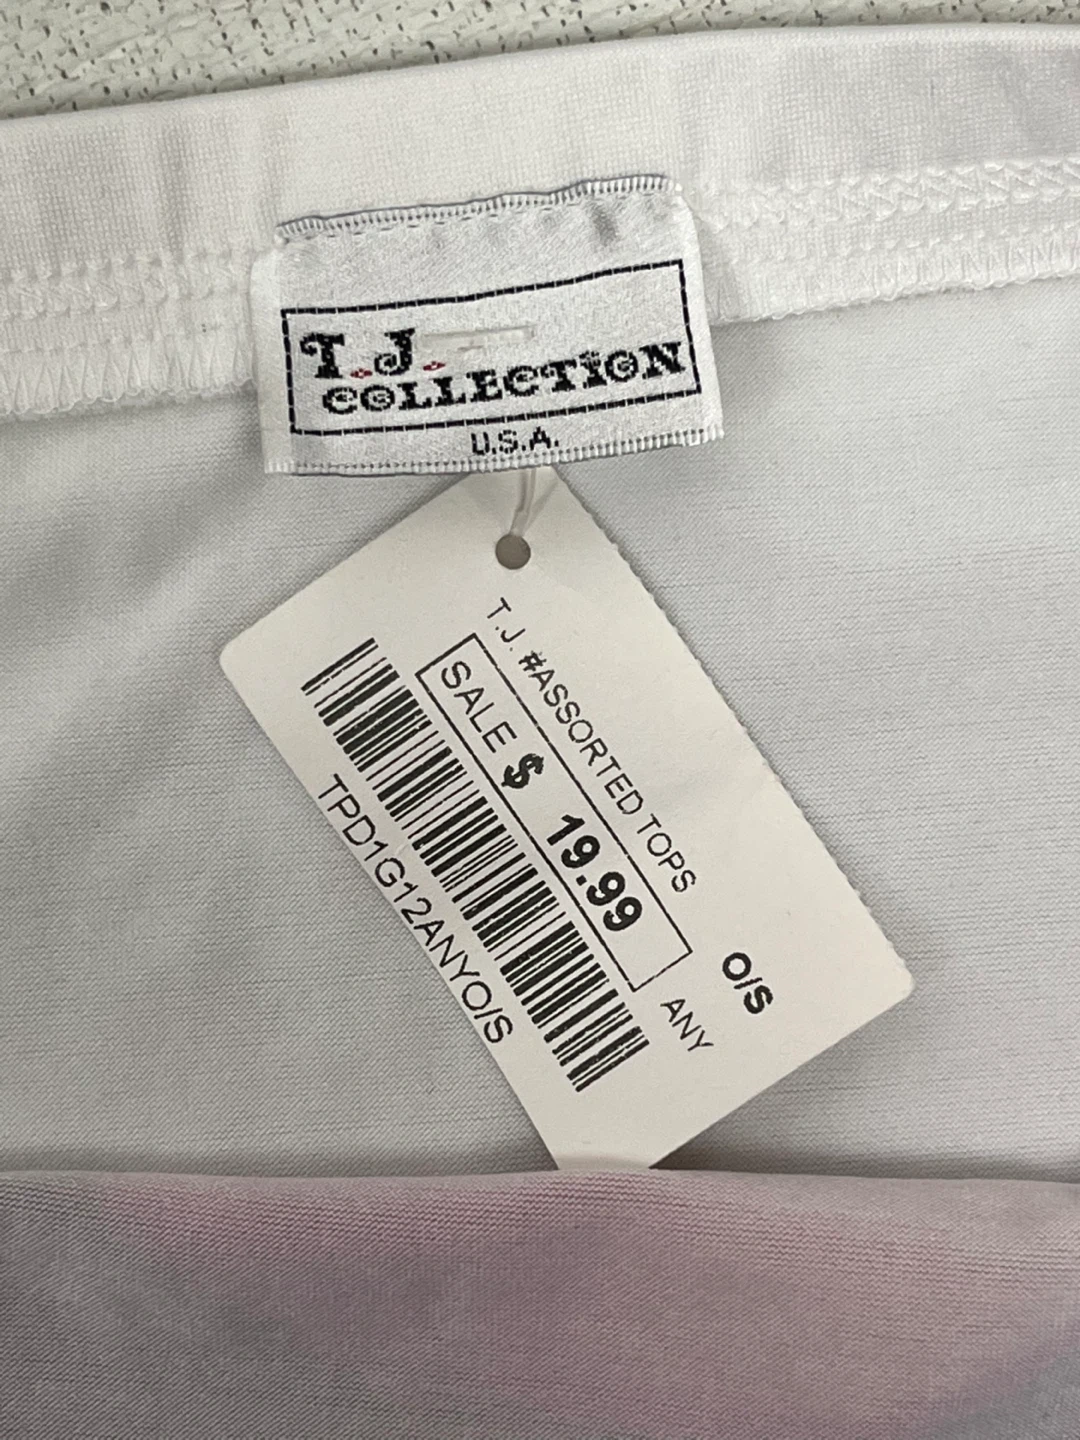 T.J.
COLLECTION
U.S.A.
T.J. #ASSORTED TOPS
SALE $ 19.99
TPD1G12ANYO/S
ANY
O/S